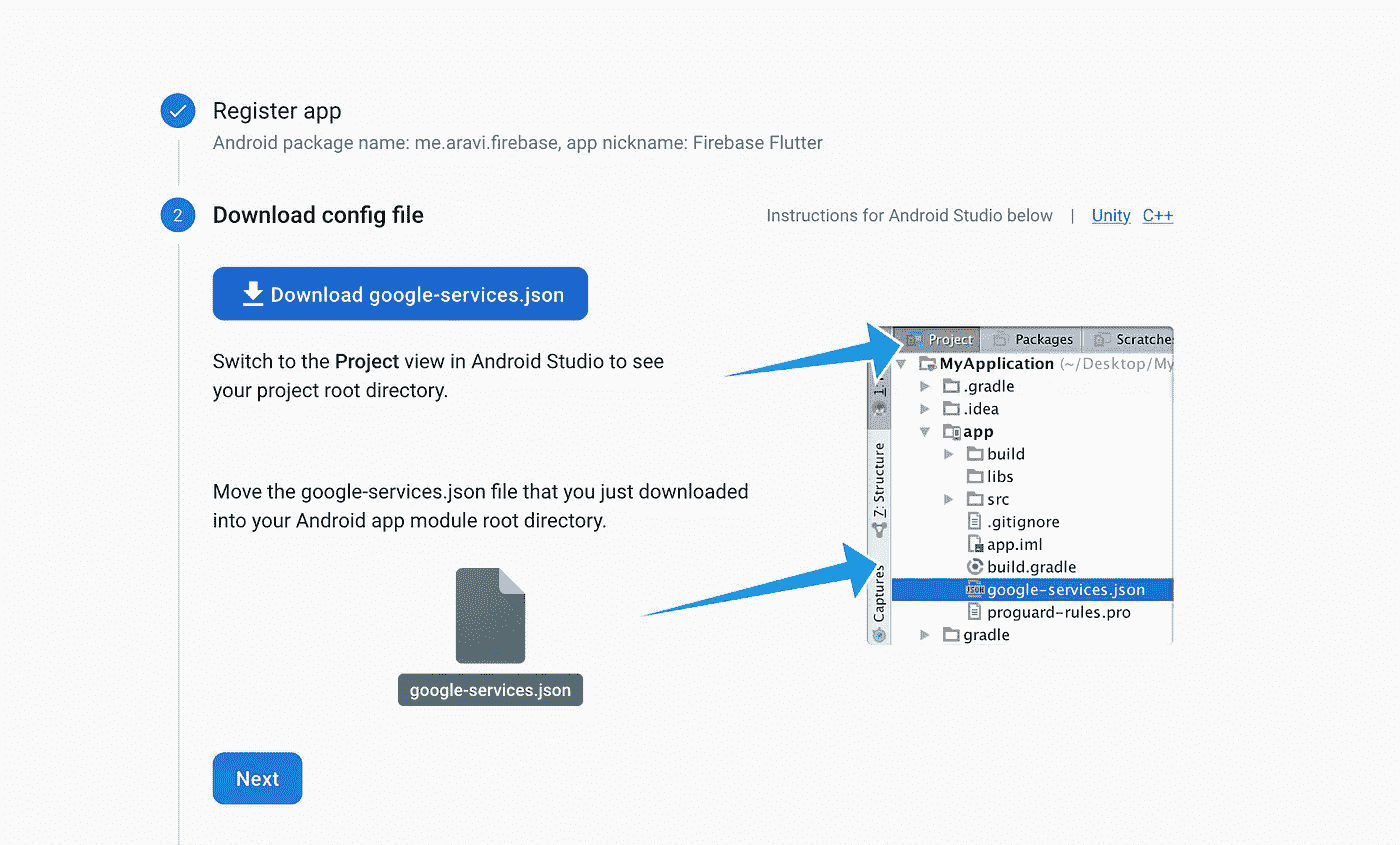 Register app
Android package name: me.aravi.firebase, app nickname: Firebase Flutter
2
Download config file
Instructions for Android Studio below | Unity C++
Download google-services.json
Switch to the Project view in Android Studio to see
your project root directory.
Move the google-services.json file that you just downloaded
into your Android app module root directory.
google-services.json
Next
Project
Packages
Scratche
MyApplication (~/Desktop/My
.gradle
.idea
app
build
libs
src
.gitignore
app.iml
build.gradle
JSON
google-services.json
proguard-rules.pro
gradle
Z: Structure
Captures